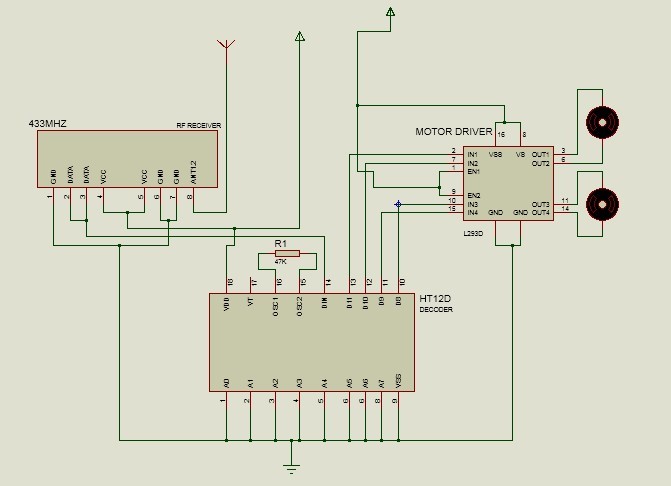 433MHZ
RF RECEIVER
GND
DATA
DATA
VCC
VCC
GND
GND
ANT12
1
2
3
4
5
6
7
8
MOTOR DRIVER
16
8
2
7
1
9
10
15
IN1
IN2
EN1
EN2
IN3
IN4
VSS
VS
OUT1
OUT2
OUT3
OUT4
GND
GND
3
6
11
14
L293D
R1
47K
18
17
16
15
14
13
12
11
10
VDD
VT
OSC1
OSC2
DIN
D11
D10
D9
D8
HT12D
DECODER
A0
A1
A2
A3
A4
A5
A6
A7
VSS
1
2
3
4
5
6
6
8
9